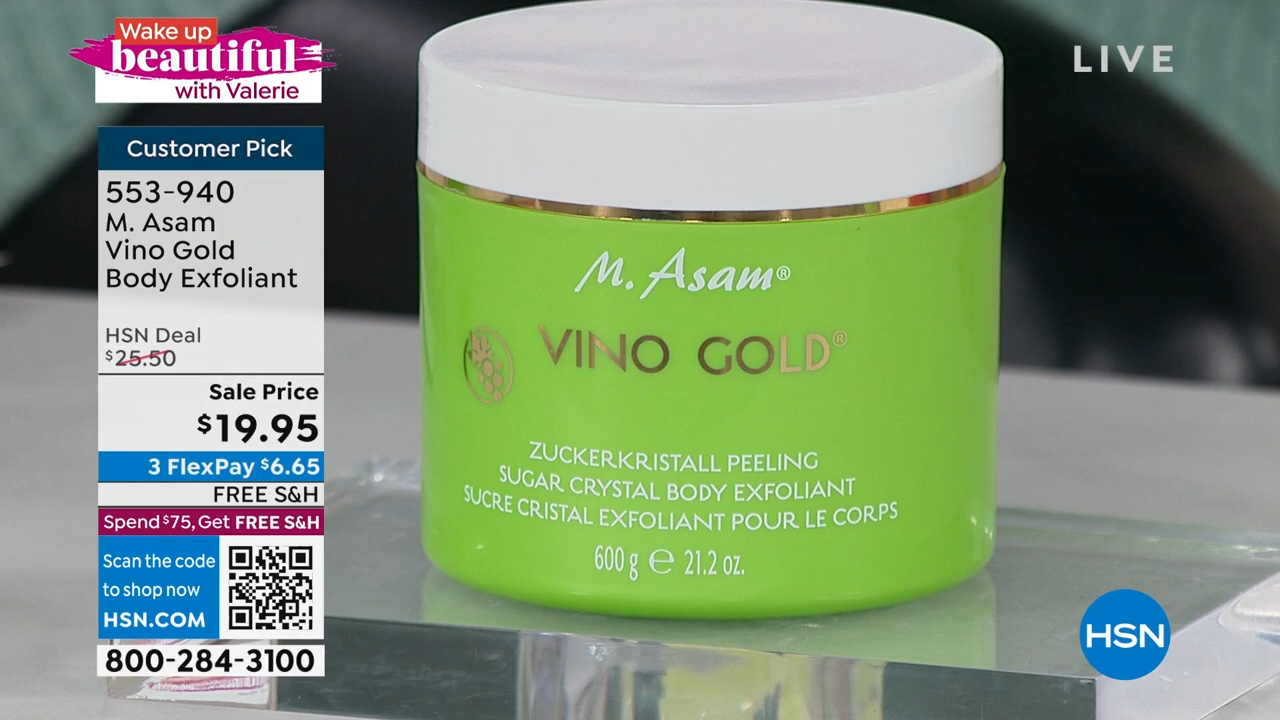 Wake up
beautiful
with Valerie
LIVE
Customer Pick
553-940
M. Asam
Vino Gold
Body Exfoliant
HSN Deal
$25.50
Sale Price
$19.95
3 FlexPay $6.65
FREE S&H
Spend $75, Get FREE S&H
Scan the code
to shop now
HSN.COM
800-284-3100
M. Asam®
VINO GOLD®
ZUCKERKRISTALL PEELING
SUGAR CRYSTAL BODY EXFOLIANT
SUCRE CRISTAL EXFOLIANT POUR LE CORPS
600 g ℮ 21.2 oz.
HSN